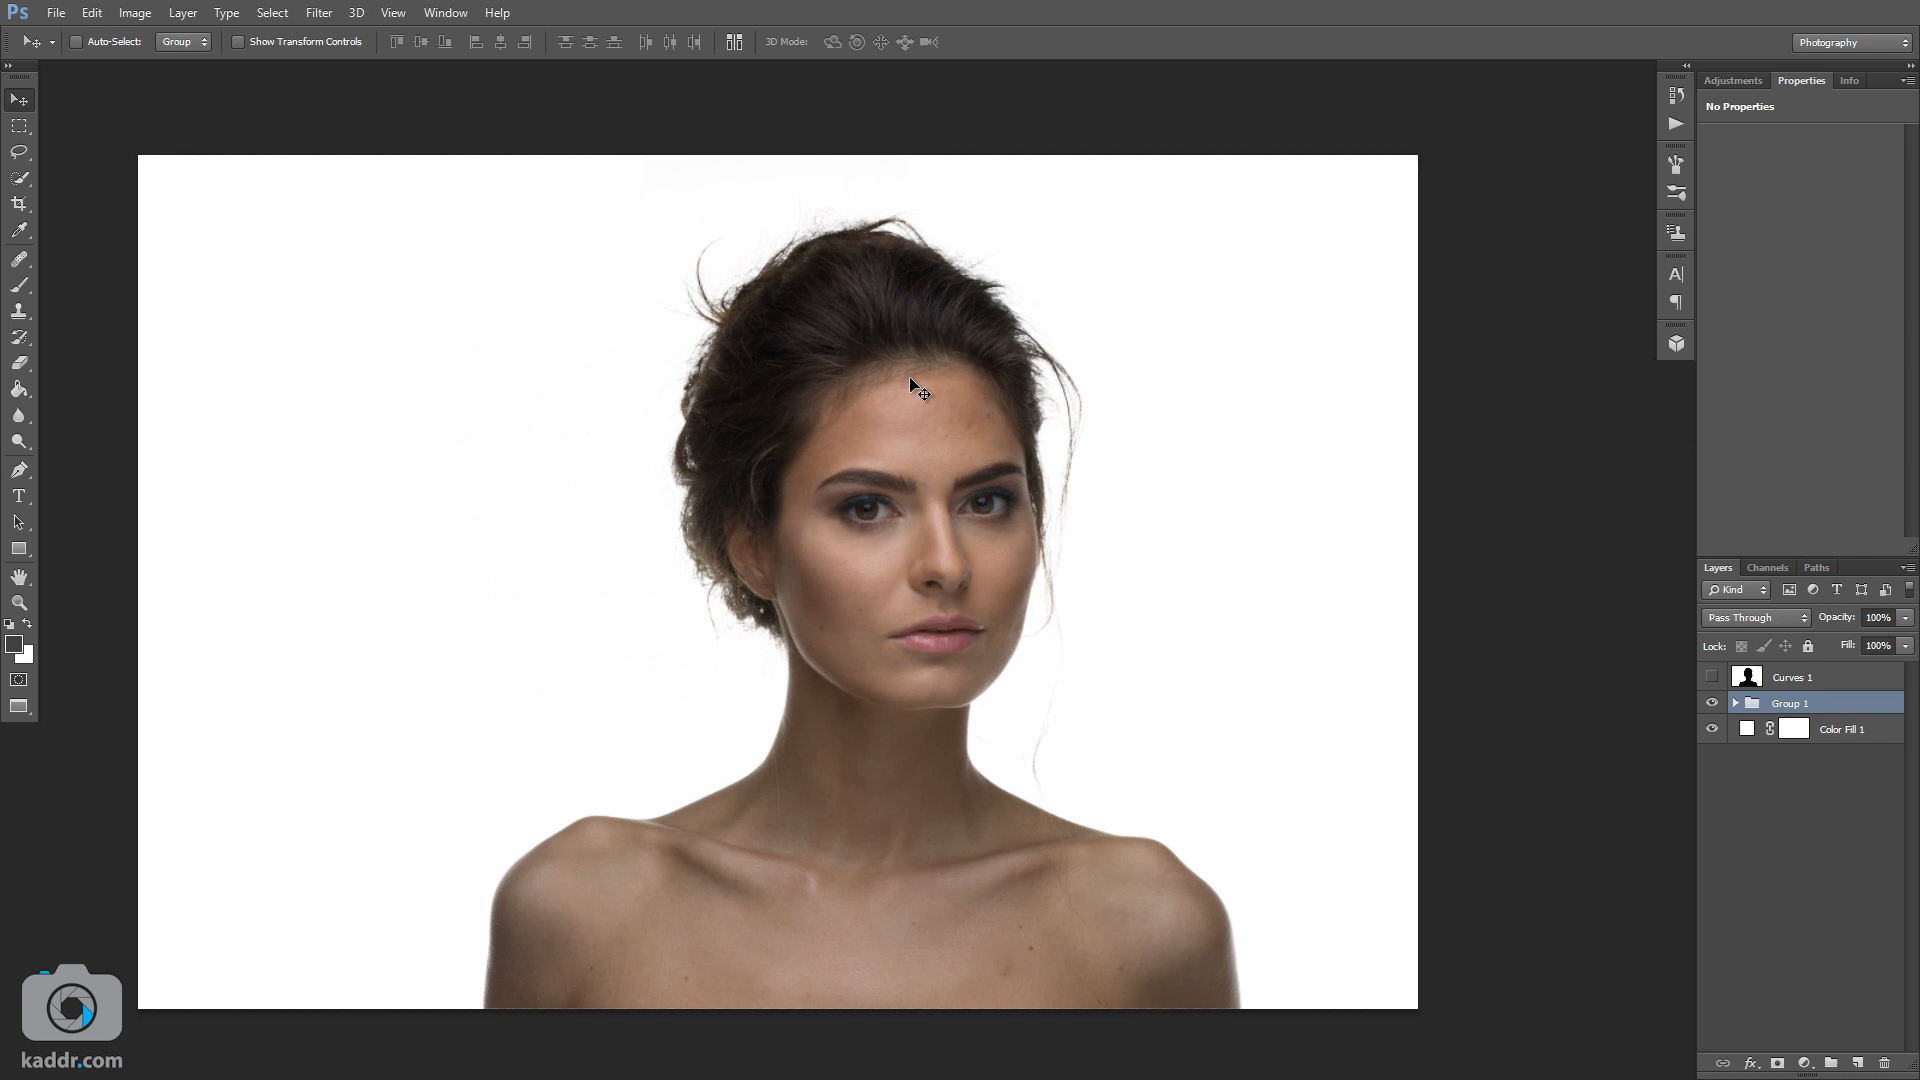 Ps File Edit Image Layer Type Select Filter 3D View Window Help
Auto-Select: Group Show Transform Controls 3D Mode: Photography
Adjustments Properties Info
No Properties
Layers Channels Paths
Kind
Pass Through Opacity: 100%
Lock: Fill: 100%
Curves 1
Group 1
Color Fill 1
kaddr.com